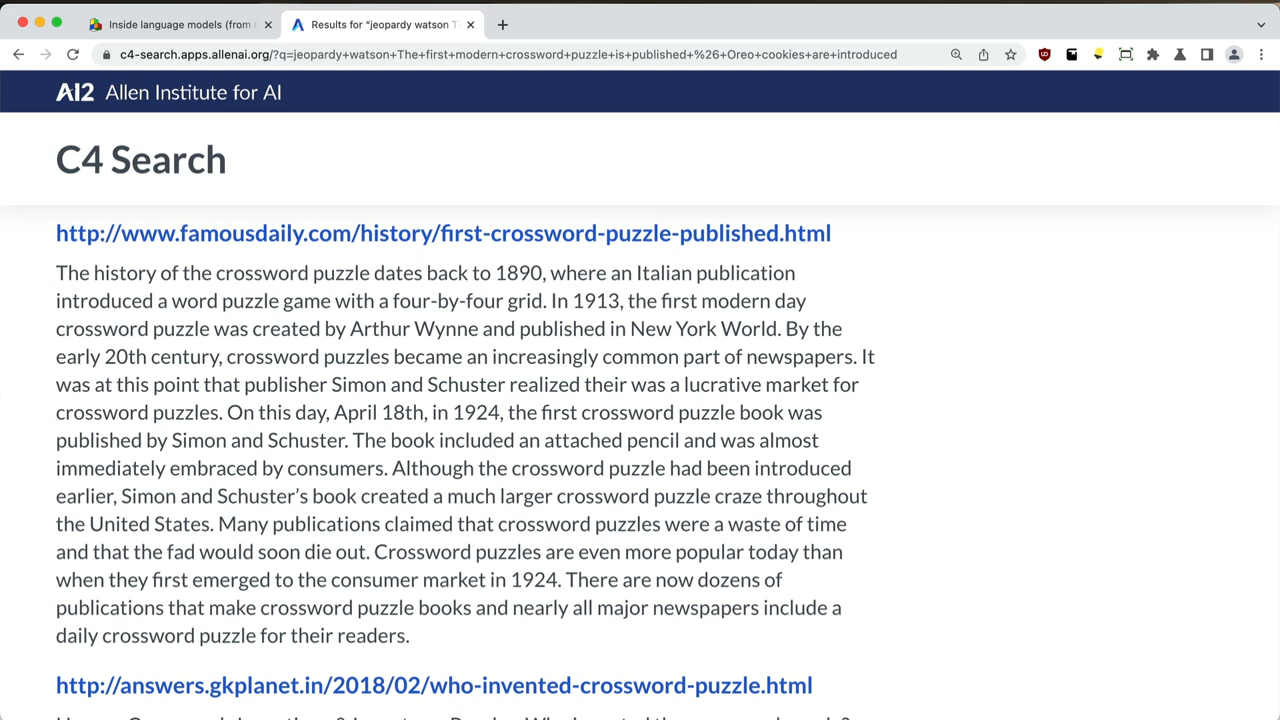 Inside language models (from
Results for “jeopardy watson T
c4-search.apps.allenai.org/?q=jeopardy+watson+The+first+modern+crossword+puzzle+is+published+%26+Oreo+cookies+are+introduced
AI2 Allen Institute for AI
C4 Search
http://www.famousdaily.com/history/first-crossword-puzzle-published.html
The history of the crossword puzzle dates back to 1890, where an Italian publication
introduced a word puzzle game with a four-by-four grid. In 1913, the first modern day
crossword puzzle was created by Arthur Wynne and published in New York World. By the
early 20th century, crossword puzzles became an increasingly common part of newspapers. It
was at this point that publisher Simon and Schuster realized their was a lucrative market for
crossword puzzles. On this day, April 18th, in 1924, the first crossword puzzle book was
published by Simon and Schuster. The book included an attached pencil and was almost
immediately embraced by consumers. Although the crossword puzzle had been introduced
earlier, Simon and Schuster’s book created a much larger crossword puzzle craze throughout
the United States. Many publications claimed that crossword puzzles were a waste of time
and that the fad would soon die out. Crossword puzzles are even more popular today than
when they first emerged to the consumer market in 1924. There are now dozens of
publications that make crossword puzzle books and nearly all major newspapers include a
daily crossword puzzle for their readers.
http://answers.gkplanet.in/2018/02/who-invented-crossword-puzzle.html